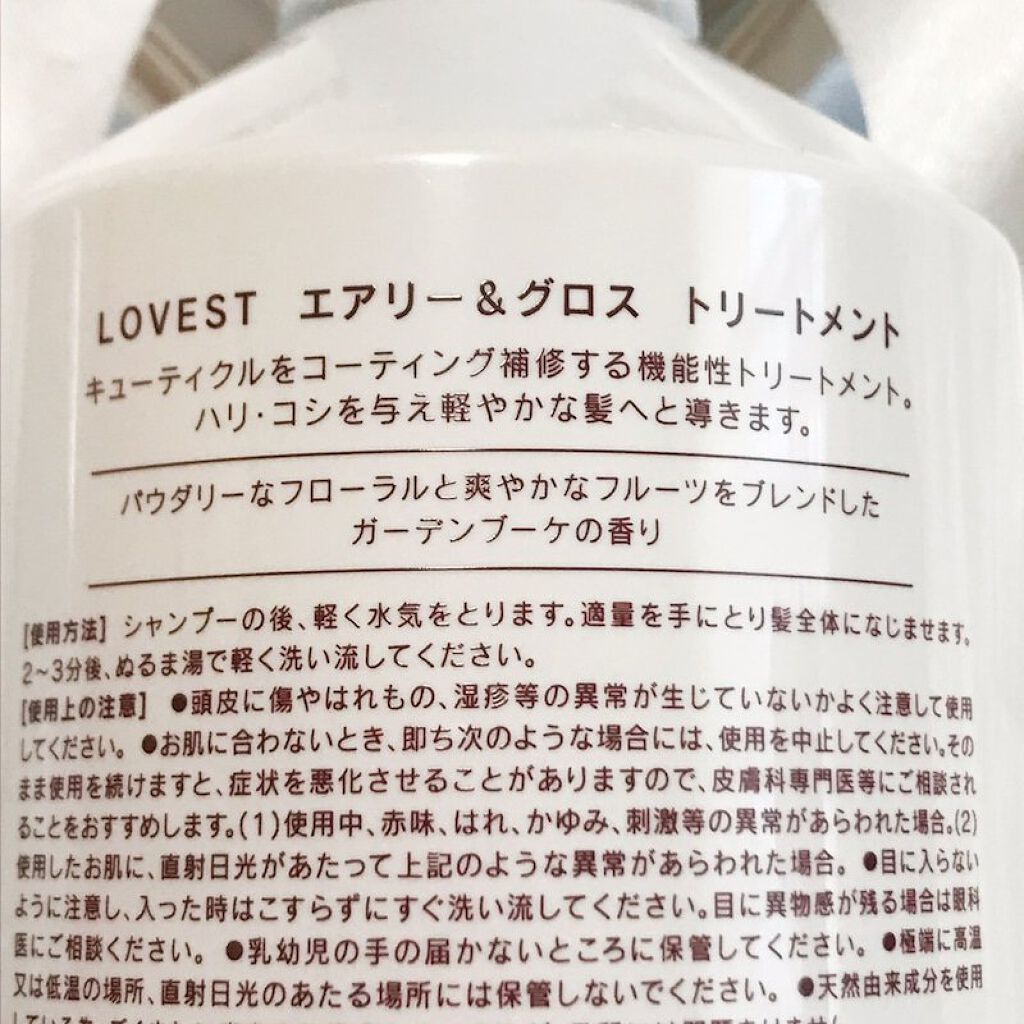 LOVEST エアリー＆グロス トリートメント
キューティクルをコーティング補修する機能性トリートメント。
ハリ・コシを与え軽やかな髪へと導きます。
パウダリーなフローラルと爽やかなフルーツをブレンドした
ガーデンブーケの香り
[使用方法] シャンプーの後、軽く水気をとります。適量を手にとり髪全体になじませます。
2～3分後、ぬるま湯で軽く洗い流してください。
[使用上の注意] ●頭皮に傷やはれもの、湿疹等の異常が生じていないかよく注意して使用
してください。 ●お肌に合わないとき、即ち次のような場合には、使用を中止してください。その
まま使用を続けますと、症状を悪化させることがありますので、皮膚科専門医等にご相談され
ることをおすすめします。(1)使用中、赤味、はれ、かゆみ、刺激等の異常があらわれた場合。(2)
使用したお肌に、直射日光があたって上記のような異常があらわれた場合。 ●目に入らない
ように注意し、入った時はこすらずにすぐ洗い流してください。目に異物感が残る場合は眼科
医にご相談ください。 ●乳幼児の手の届かないところに保管してください。 ●極端に高温
又は低温の場所、直射日光のあたる場所には保管しないでください。 ●天然由来成分を使用
している為、